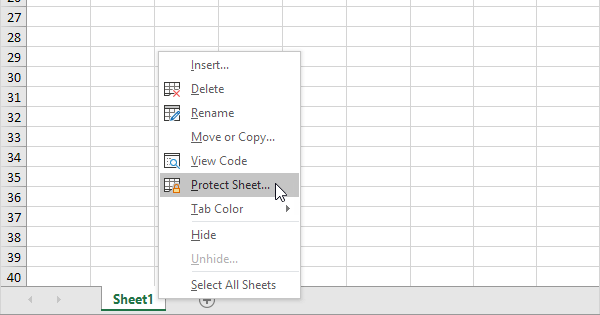 26
27
28
29
30
31
32
33
34
35
36
37
38
39
40
Insert...
Delete
Rename
Move or Copy...
View Code
Protect Sheet...
Tab Color
Hide
Unhide...
Select All Sheets
Sheet1